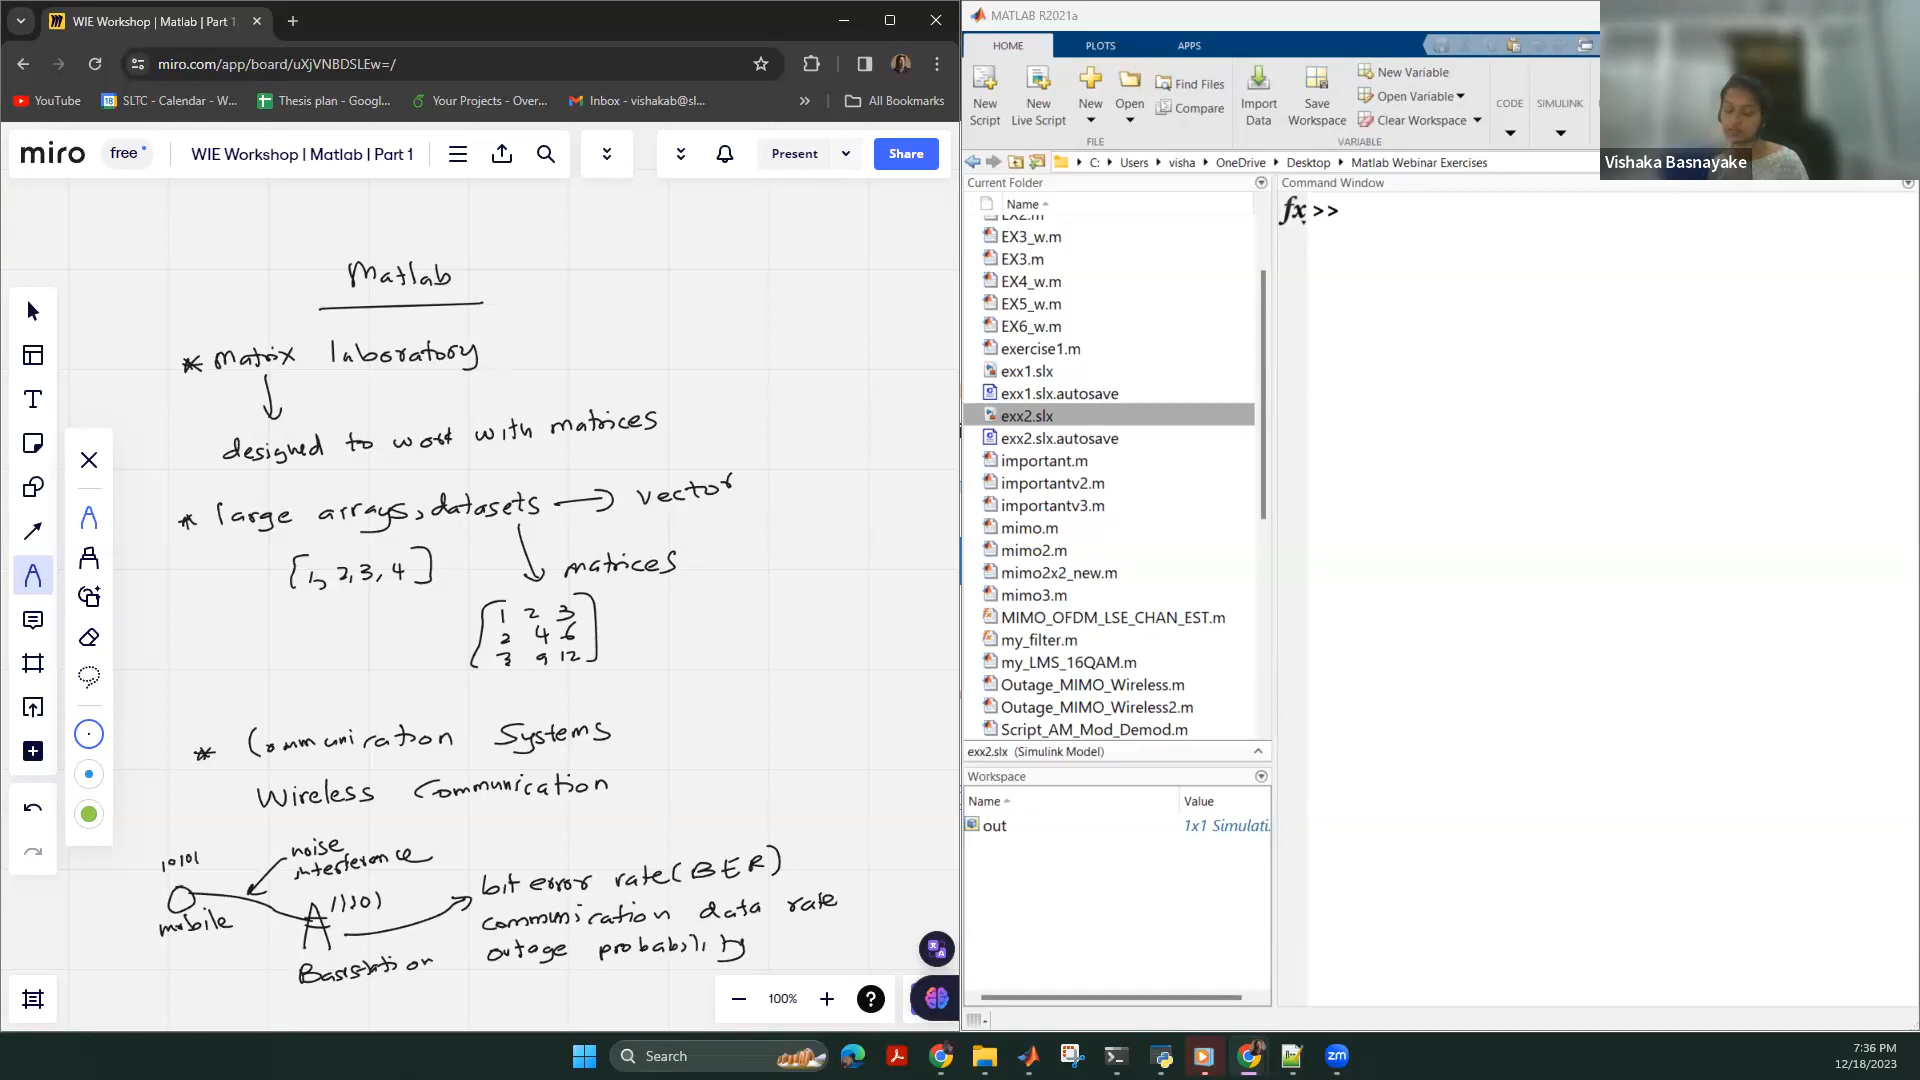 WIE Workshop | Matlab | Part 1
miro.com/app/board/uXjVNBDSLEw=/
YouTube
SLTC - Calendar - W...
Thesis plan - Googl...
Your Projects - Over...
Inbox - vishakab@sl...
All Bookmarks
miro
free
WIE Workshop | Matlab | Part 1
Present
Share
Matlab
* Matrix laboratory
designed to work with matrices
* large arrays, datasets → vector
[1, 2, 3, 4]
matrices
1 2 3
2 4 6
3 9 12
* Communication Systems
Wireless Communication
10101
noise
interference
mobile
11101
Basestation
bit error rate (BER)
communication data rate
outage probability
100%
MATLAB R2021a
HOME
PLOTS
APPS
New Script
New Live Script
New
Open
Find Files
Compare
FILE
Import Data
Save Workspace
New Variable
Open Variable
Clear Workspace
VARIABLE
CODE
SIMULINK
Vishaka Basnayake
C: Users visha OneDrive Desktop Matlab Webinar Exercises
Current Folder
Name
EX2.m
EX3_w.m
EX3.m
EX4_w.m
EX5_w.m
EX6_w.m
exercise1.m
exx1.slx
exx1.slx.autosave
exx2.slx
exx2.slx.autosave
important.m
importantv2.m
importantv3.m
mimo.m
mimo2.m
mimo2x2_new.m
mimo3.m
MIMO_OFDM_LSE_CHAN_EST.m
my_filter.m
my_LMS_16QAM.m
Outage_MIMO_Wireless.m
Outage_MIMO_Wireless2.m
Script_AM_Mod_Demod.m
exx2.slx (Simulink Model)
Workspace
Name Value
out 1x1 Simulati.
Command Window
fx >>
Search
7:36 PM
12/18/2023